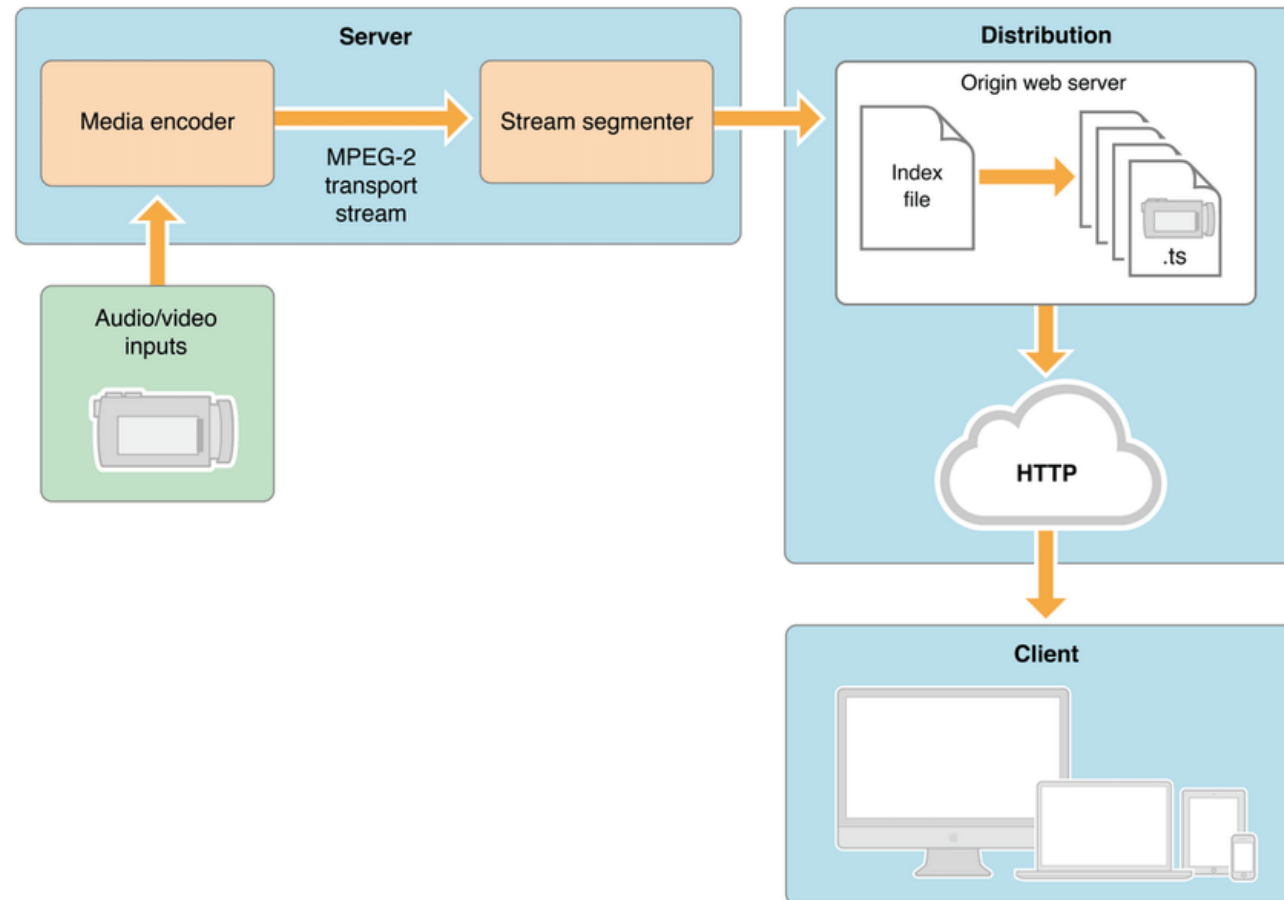 Server
Media encoder
MPEG-2
transport
stream
Stream segmenter
Audio/video
inputs
Distribution
Origin web server
Index
file
.ts
HTTP
Client